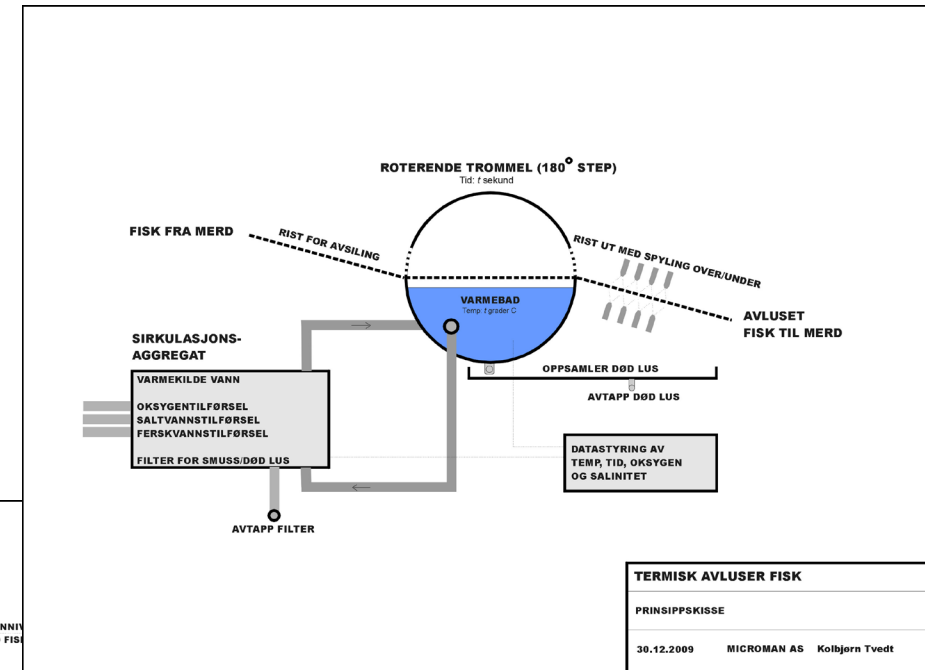 ROTERENDE TROMMEL (180° STEP)
Tid: t sekund
FISK FRA MERD
RIST FOR AVSILING
RIST UT MED SPYLING OVER/UNDER
VARMEBAD
Temp: t grader C
AVLUSET
FISK TIL MERD
SIRKULASJONS-
AGGREGAT
VARMEKILDE VANN
OKSYGENTILFØRSEL
SALTVANNSTILFØRSEL
FERSKVANNSTILFØRSEL
FILTER FOR SMUSS/DØD LUS
OPPSAMLER DØD LUS
AVTAPP DØD LUS
DATASTYRING AV
TEMP, TID, OKSYGEN
OG SALINITET
AVTAPP FILTER
TERMISK AVLUSER FISK
PRINSIPPSKISSE
30.12.2009 MICROMAN AS Kolbjørn Tvedt